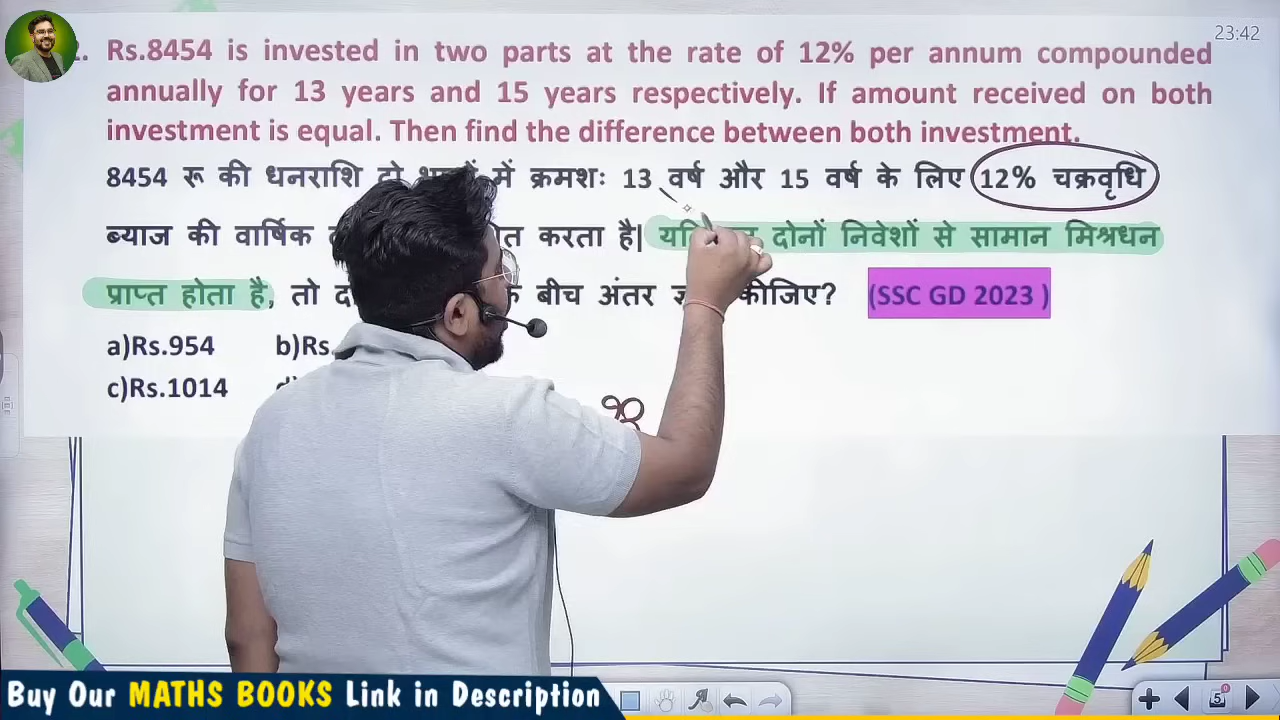 23:42
Rs.8454 is invested in two parts at the rate of 12% per annum compounded
annually for 13 years and 15 years respectively. If amount received on both
investment is equal. Then find the difference between both investment.
8454 रू की धनराशि में क्रमशः 13 वर्ष और 15 वर्ष के लिए 12% चक्रवृधि
ब्याज की वार्षिक करता है| दोनों निवेशों से सामान मिश्रधन
प्राप्त होता है, तो बीच अंतर कीजिए? (SSC GD 2023 )
a)Rs.954 b)Rs.
c)Rs.1014
Buy Our MATHS BOOKS Link in Description
5